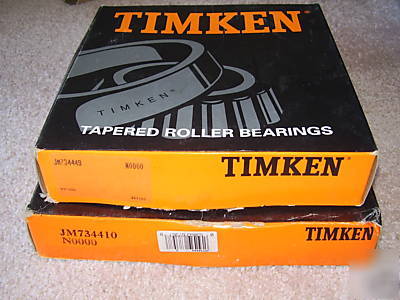 TIMKEN
TIMKEN
TAPERED ROLLER BEARINGS
JM734449 N0000
TIMKEN
JM734410
N0000
TIMKEN